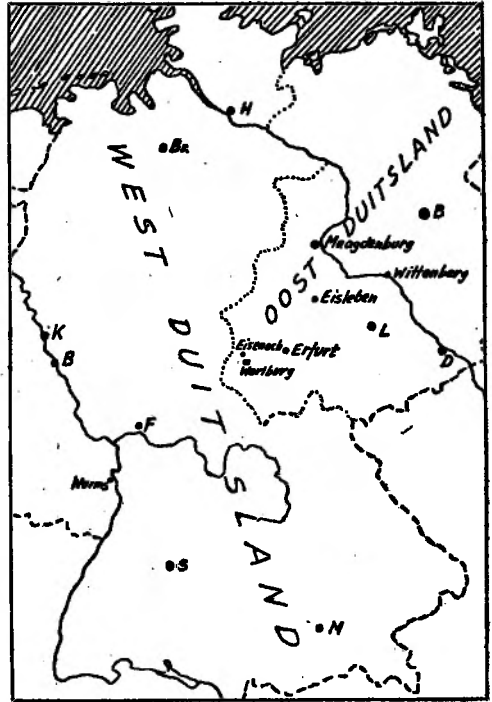 H
Br.
WEST DUITSLAND
OOST DUITSLAND
B
Maagdenburg
Wittenberg
Eisleben
L
K
B
Eisenach
Erfurt
Wartburg
D
F
Worms
S
M